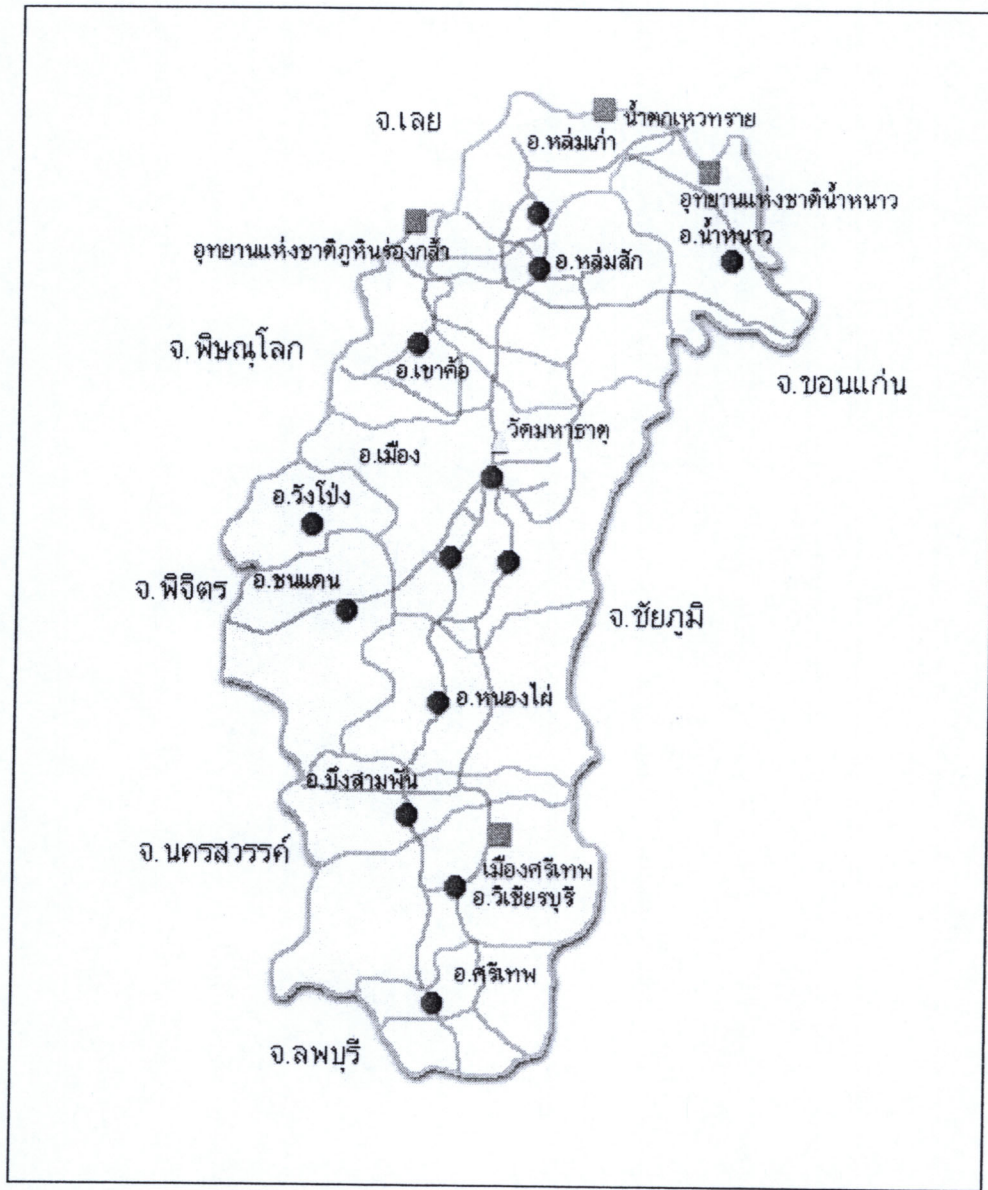 จ.เลย
น้ำตกเหวทราย
อ.หล่มเก่า
อุทยานแห่งชาติน้ำหนาว
อ.น้ำหนาว
อุทยานแห่งชาติภูหินร่องกล้า
อ.หล่มสัก
จ.พิษณุโลก
อ.เขาค้อ
จ.ขอนแก่น
วัดมหาธาตุ
อ.เมือง
อ.วังโป่ง
จ.พิจิตร
อ.ชนแดน
จ.ชัยภูมิ
อ.หนองไผ่
อ.บึงสามพัน
จ.นครสวรรค์
เมืองศรีเทพ
อ.วิเชียรบุรี
อ.ศรีเทพ
จ.ลพบุรี